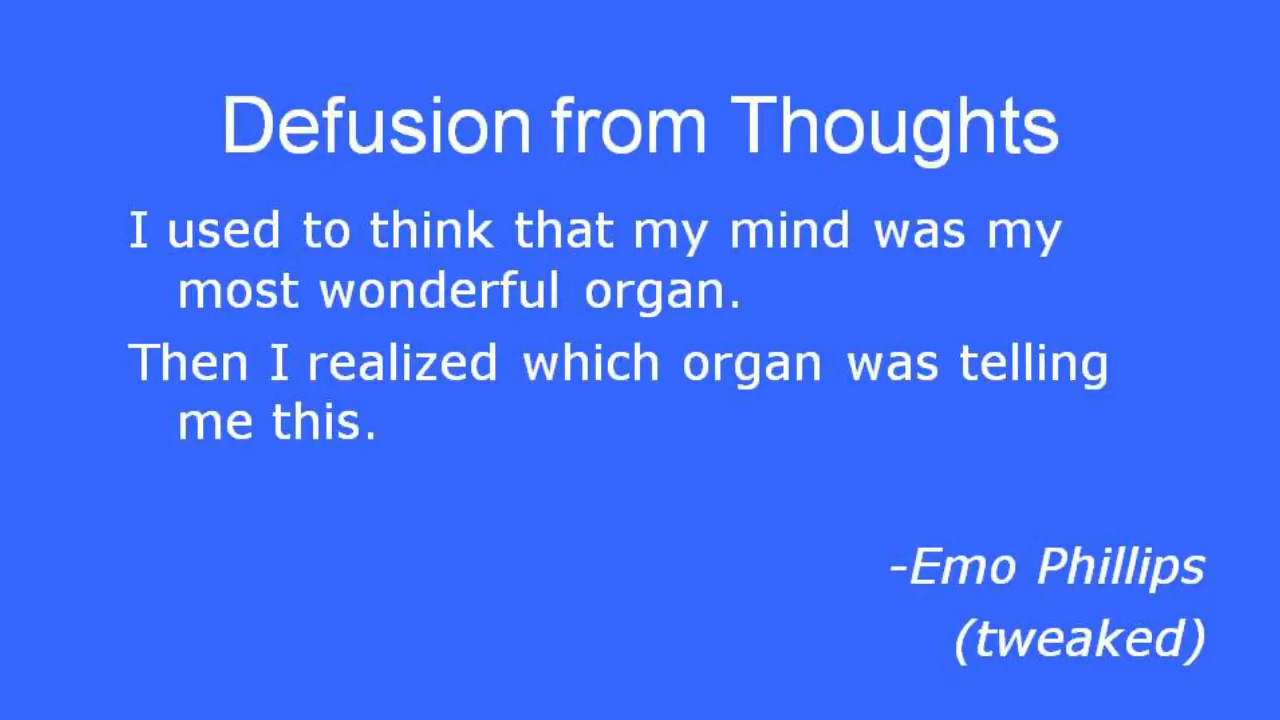 Defusion from Thoughts
I used to think that my mind was my
most wonderful organ.
Then I realized which organ was telling
me this.
-Emo Phillips
(tweaked)